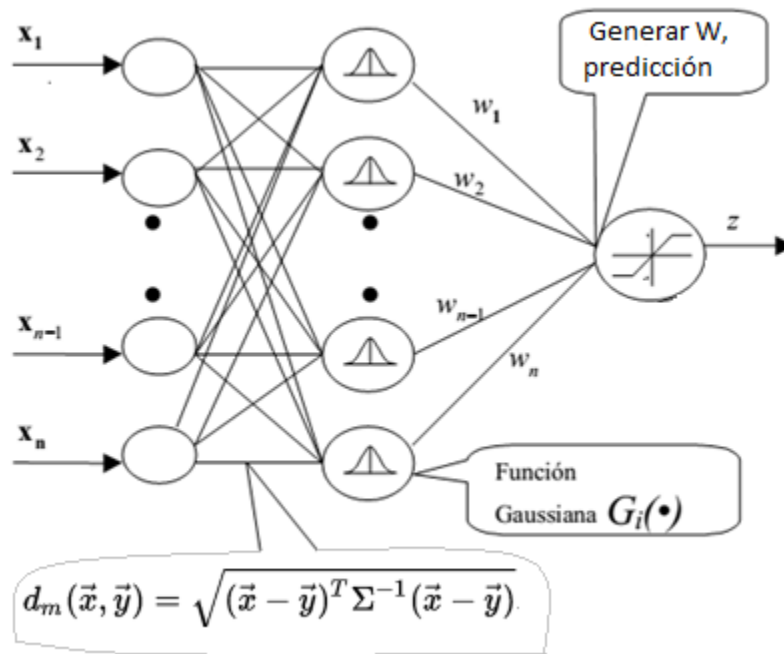 x₁
x₂
xₙ₋₁
xₙ
w₁
w₂
wₙ₋₁
wₙ
Generar W,
predicción
z
Función
Gaussiana Gᵢ(•)
dₘ(x⃗, y⃗) = √((x⃗ − y⃗)ᵀ Σ⁻¹ (x⃗ − y⃗))